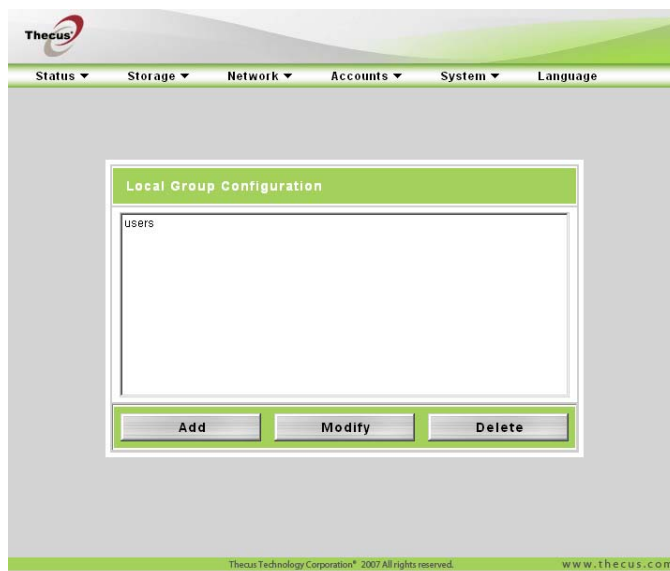 Thecus
Status ▼ Storage ▼ Network ▼ Accounts ▼ System ▼ Language
Local Group Configuration
users
Add Modify Delete
Thecus Technology Corporation® 2007 All rights reserved. www.thecus.com